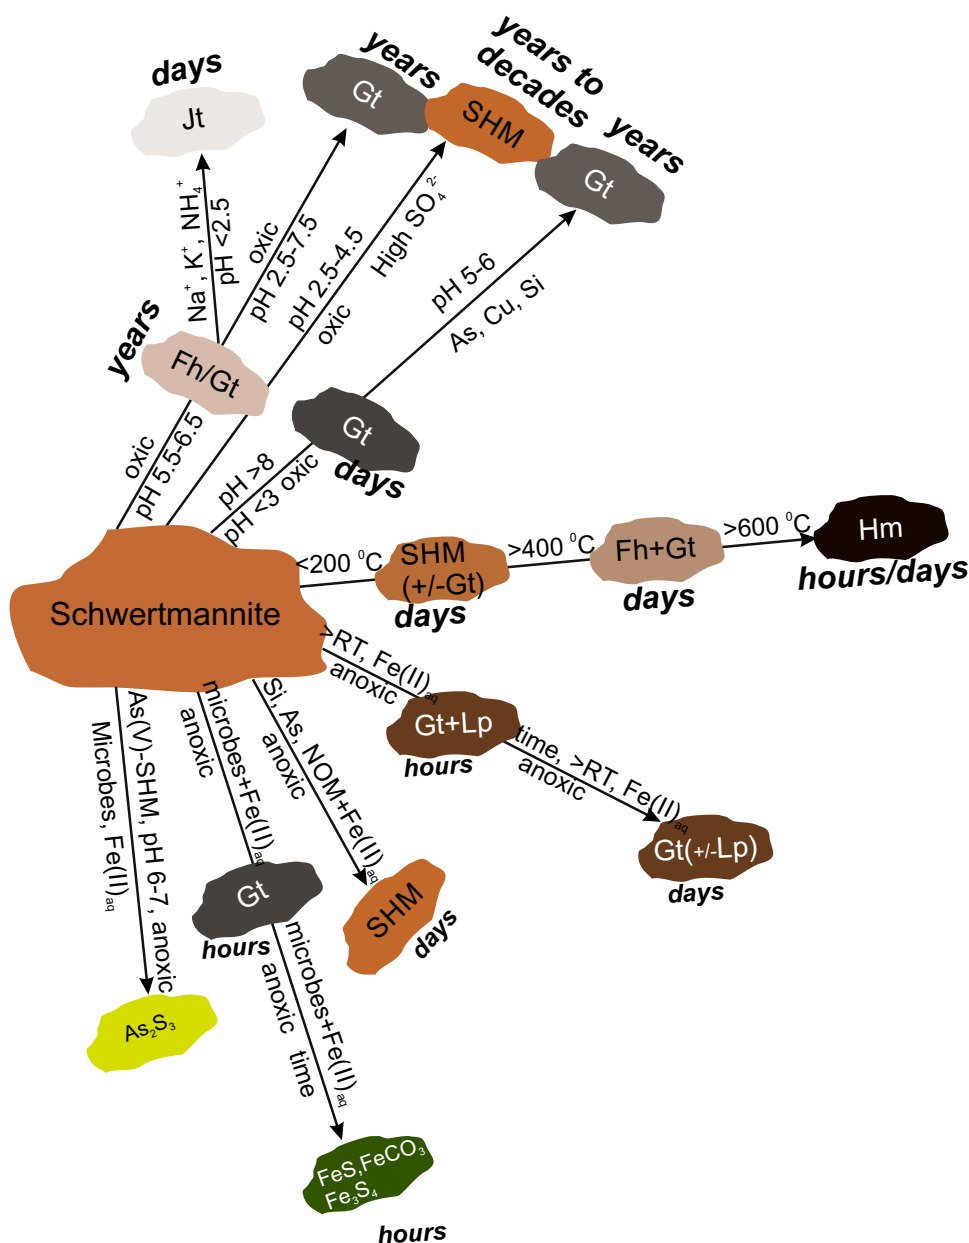 days
Jt
Na⁺, K⁺, NH₄⁺
pH <2.5
years
Gt
oxic
pH 2.5-7.5
years to
decades
SHM
pH 2.5-4.5
oxic
High SO₄²⁻
years
Gt
pH 5-6
As, Cu, Si
years
Fh/Gt
oxic
pH 5.5-6.5
Gt
days
pH >8
pH <3 oxic
Schwertmannite
<200 ⁰C
SHM
(+/-Gt)
days
>400 ⁰C
Fh+Gt
days
>600 ⁰C
Hm
hours/days
>RT, Fe(II)aq
anoxic
Gt+Lp
hours
time, >RT, Fe(II)aq
anoxic
Gt(+/-Lp)
days
Si, As, NOM+Fe(II)aq
anoxic
SHM
days
microbes+Fe(II)aq
anoxic
Gt
hours
microbes+Fe(II)aq
anoxic time
FeS,FeCO₃
Fe₃S₄
hours
As(V)-SHM, pH 6-7, anoxic
Microbes, Fe(II)aq
As₂S₃